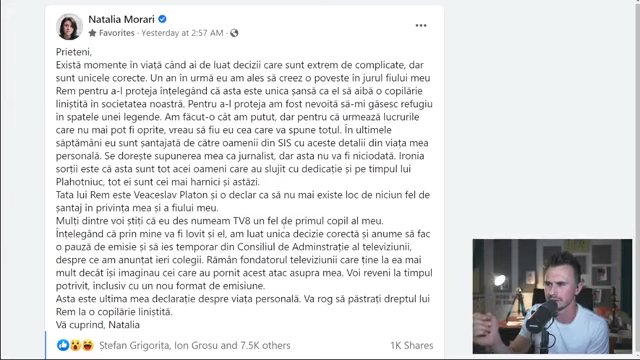 Natalia Morari
Favorites · Yesterday at 2:57 AM ·
Prieteni,
Există momente în viață când ai de luat decizii care sunt extrem de complicate, dar
sunt unicele corecte. Un an în urmă eu am ales să creez o poveste în jurul fiului meu
Rem pentru a-l proteja înțelegând că asta este unica șansă ca el să aibă o copilărie
liniștită în societatea noastră. Pentru a-l proteja am fost nevoită să-mi găsesc refugiu
în spatele unei legende. Am făcut-o cât am putut, dar pentru că urmează lucrurile
care nu mai pot fi oprite, vreau să fiu eu cea care va spune totul. În ultimele
săptămâni eu sunt șantajată de către oamenii din SIS cu aceste detalii din viața mea
personală. Se dorește supunerea mea ca jurnalist, dar asta nu va fi niciodată. Ironia
sorții este că asta sunt tot acei oameni care au slujit cu dedicație și pe timpul lui
Plahotniuc, tot ei sunt cei mai harnici și astăzi.
Tata lui Rem este Veaceslav Platon și o declar ca să nu mai existe loc de niciun fel de
șantaj în privința mea și a fiului meu.
Mulți dintre voi știți că eu des numeam TV8 un fel de primul copil al meu.
Înțelegând că prin mine va fi lovit și el, am luat unica decizie corectă și anume să fac
o pauză de emisie și să ies temporar din Consiliul de Adminstrație al televiziunii,
despre ce am anunțat ieri colegii. Rămân fondatorul televiziunii care ține la ea mai
mult decât își imaginau cei care au pornit acest atac asupra mea. Voi reveni la timpul
potrivit, inclusiv cu un nou format de emisiune.
Asta este ultima mea declarație despre viața personală. Va rog să păstrați dreptul lui
Rem la o copilărie liniștită.
Vă cuprind, Natalia
Ștefan Grigorița, Ion Grosu and 7.5K others
1K Shares